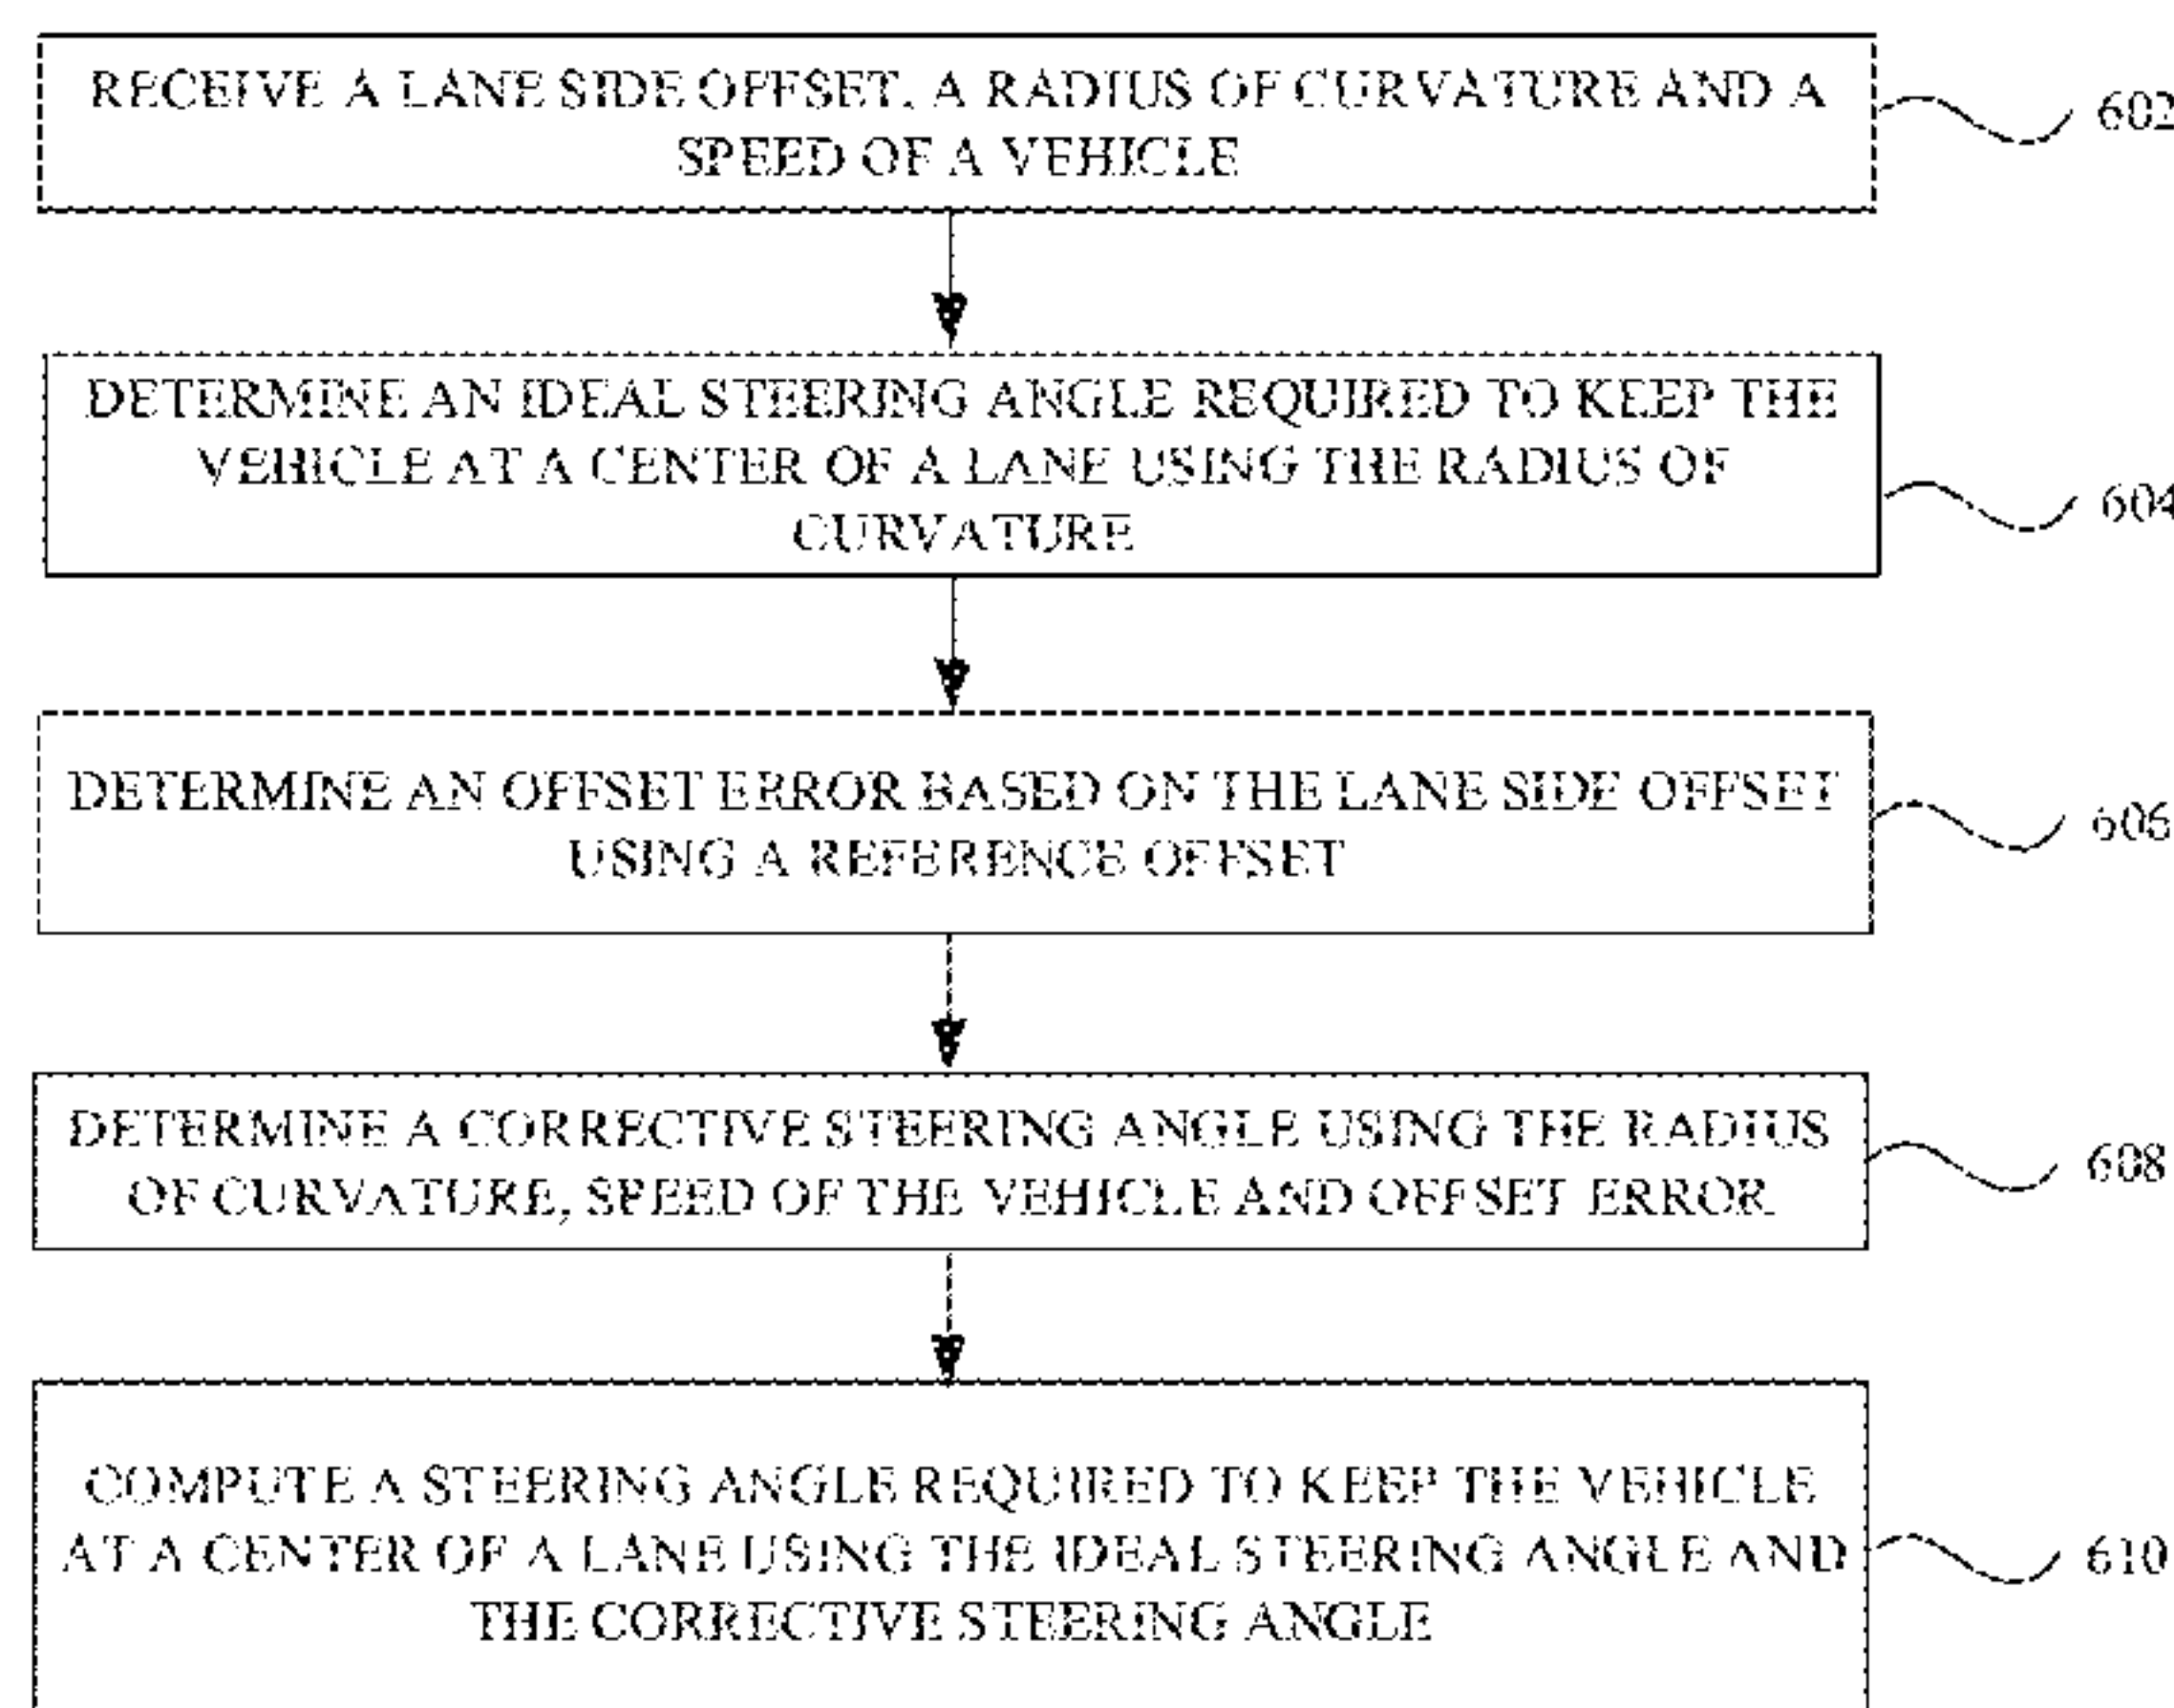 RECEIVE A LANE SIDE OFFSET, A RADIUS OF CURVATURE AND A
SPEED OF A VEHICLE
602
DETERMINE AN IDEAL STEERING ANGLE REQUIRED TO KEEP THE
VEHICLE AT A CENTER OF A LANE USING THE RADIUS OF
CURVATURE
604
DETERMINE AN OFFSET ERROR BASED ON THE LANE SIDE OFFSET
USING A REFERENCE OFFSET
606
DETERMINE A CORRECTIVE STEERING ANGLE USING THE RADIUS
OF CURVATURE, SPEED OF THE VEHICLE AND OFFSET ERROR
608
COMPUTE A STEERING ANGLE REQUIRED TO KEEP THE VEHICLE
AT A CENTER OF A LANE USING THE IDEAL STEERING ANGLE AND
THE CORRECTIVE STEERING ANGLE
610